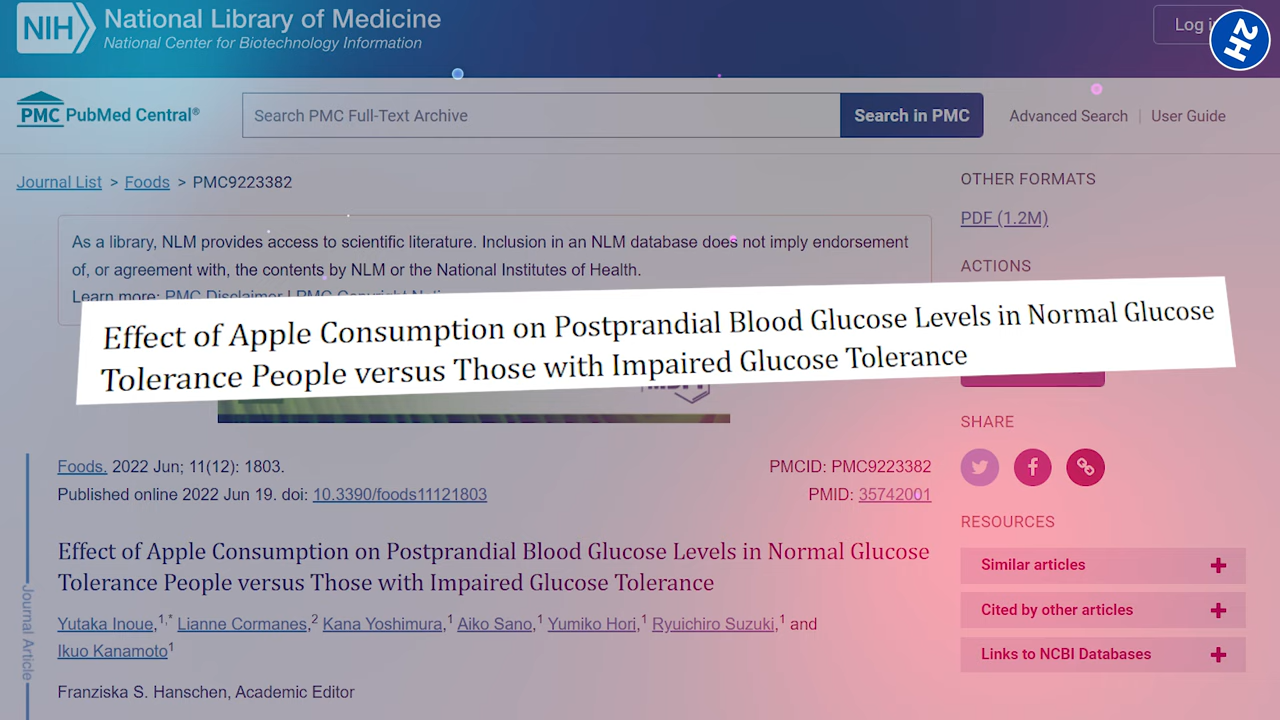 NIH National Library of Medicine
National Center for Biotechnology Information
Log i
2H
PMC PubMed Central®
Search PMC Full-Text Archive
Search in PMC
Advanced Search | User Guide
Journal List > Foods > PMC9223382
OTHER FORMATS
PDF (1.2M)
ACTIONS
As a library, NLM provides access to scientific literature. Inclusion in an NLM database does not imply endorsement
of, or agreement with, the contents by NLM or the National Institutes of Health.
Learn more: PMC Disclaimer | PMC Copyright
Effect of Apple Consumption on Postprandial Blood Glucose Levels in Normal Glucose
Tolerance People versus Those with Impaired Glucose Tolerance
SHARE
Foods. 2022 Jun; 11(12): 1803.
PMCID: PMC9223382
Published online 2022 Jun 19. doi: 10.3390/foods11121803
PMID: 35742001
RESOURCES
Similar articles
Cited by other articles
Links to NCBI Databases
Effect of Apple Consumption on Postprandial Blood Glucose Levels in Normal Glucose
Tolerance People versus Those with Impaired Glucose Tolerance
Journal Article
Yutaka Inoue,1,* Lianne Cormanes,2 Kana Yoshimura,1 Aiko Sano,1 Yumiko Hori,1 Ryuichiro Suzuki,1 and
Ikuo Kanamoto1
Franziska S. Hanschen, Academic Editor